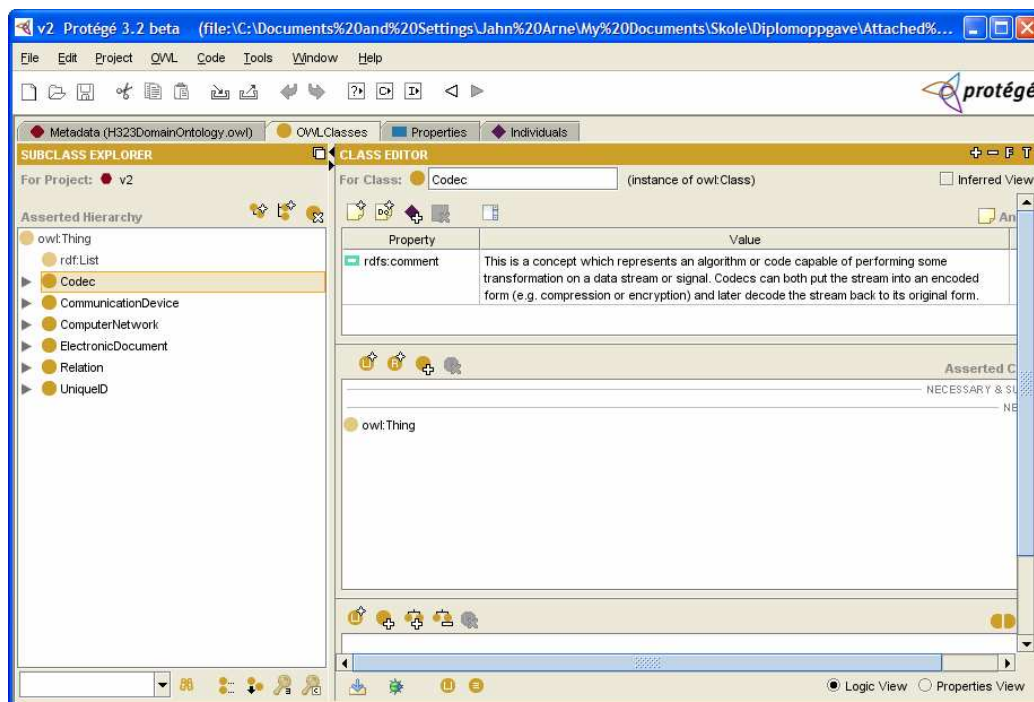 v2 Protégé 3.2 beta (file:\C:\Documents%20and%20Settings\Jahn%20Arne\My%20Documents\Skole\Diplomoppgave\Attached%...
File Edit Project OWL Code Tools Window Help
protégé
Metadata (H323DomainOntology.owl) OWLClasses Properties Individuals
SUBCLASS EXPLORER
For Project: v2
Asserted Hierarchy
owl:Thing
rdf:List
Codec
CommunicationDevice
ComputerNetwork
ElectronicDocument
Relation
UniqueID
CLASS EDITOR
F T
For Class: Codec (instance of owl:Class) Inferred View
An
Property Value
rdfs:comment This is a concept which represents an algorithm or code capable of performing some
transformation on a data stream or signal. Codecs can both put the stream into an encoded
form (e.g. compression or encryption) and later decode the stream back to its original form.
Asserted C
NECESSARY & SU
NE
owl:Thing
Logic View Properties View